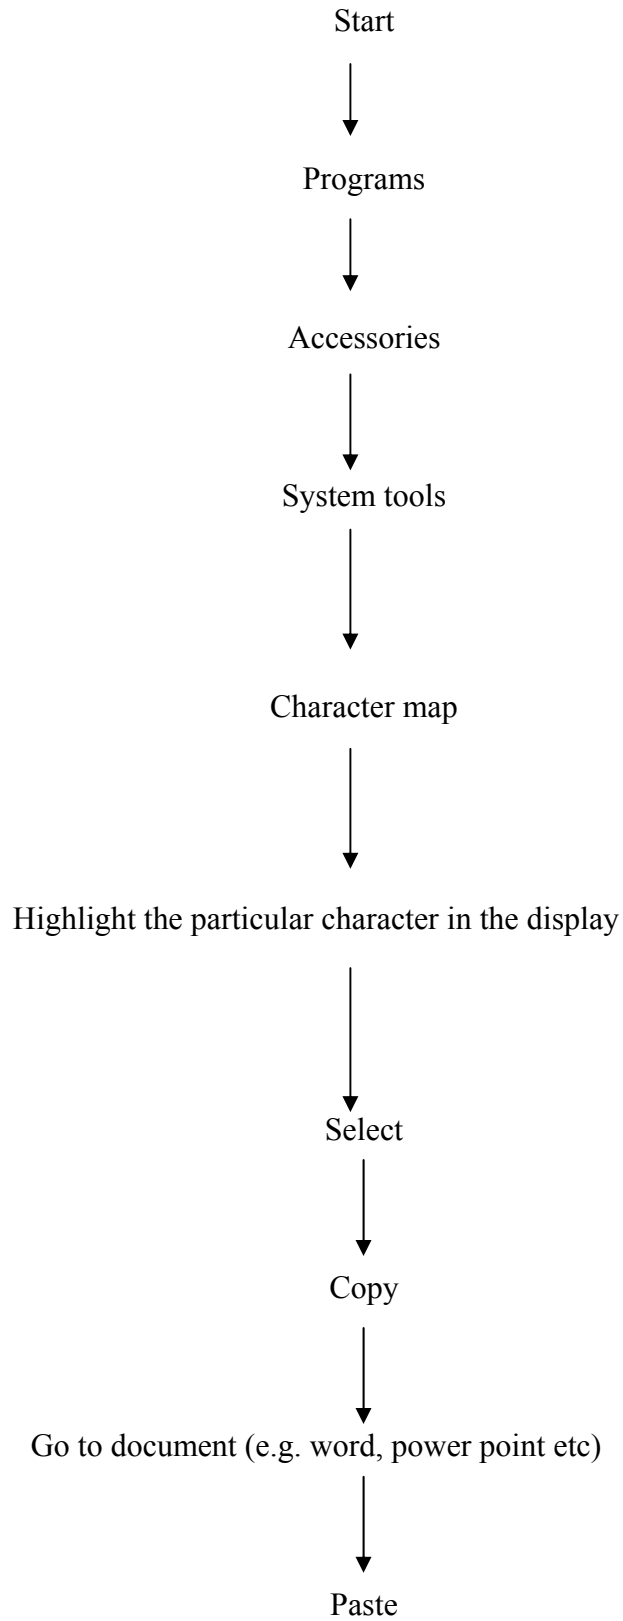 Start
Programs
Accessories
System tools
Character map
Highlight the particular character in the display
Select
Copy
Go to document (e.g. word, power point etc)
Paste